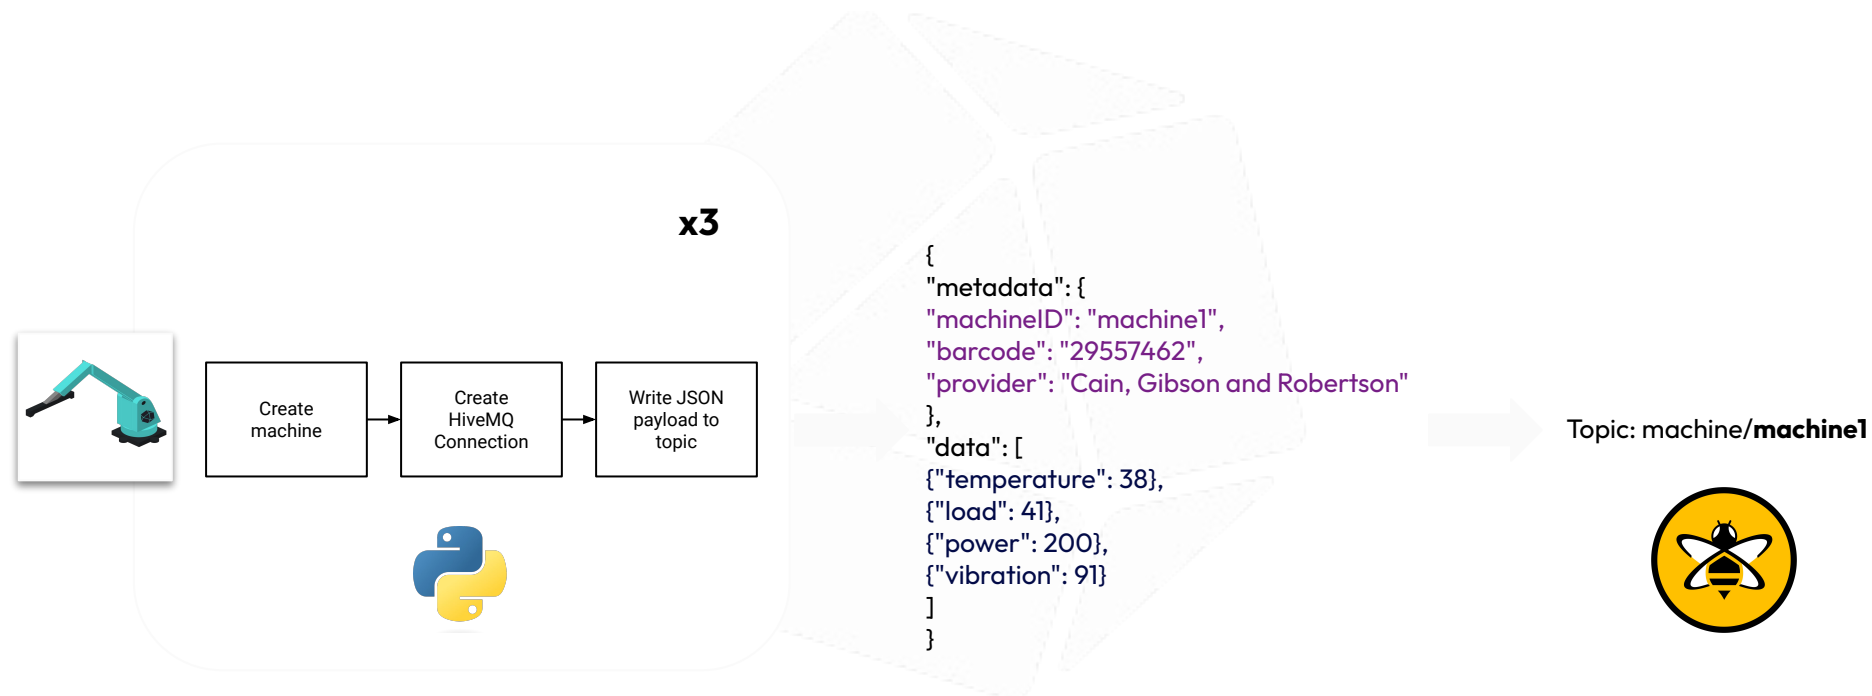 x3
Create
machine
Create
HiveMQ
Connection
Write JSON
payload to
topic
{
"metadata": {
"machineID": "machine1",
"barcode": "29557462",
"provider": "Cain, Gibson and Robertson"
},
"data": [
{"temperature": 38},
{"load": 41},
{"power": 200},
{"vibration": 91}
]
}
Topic: machine/machine1